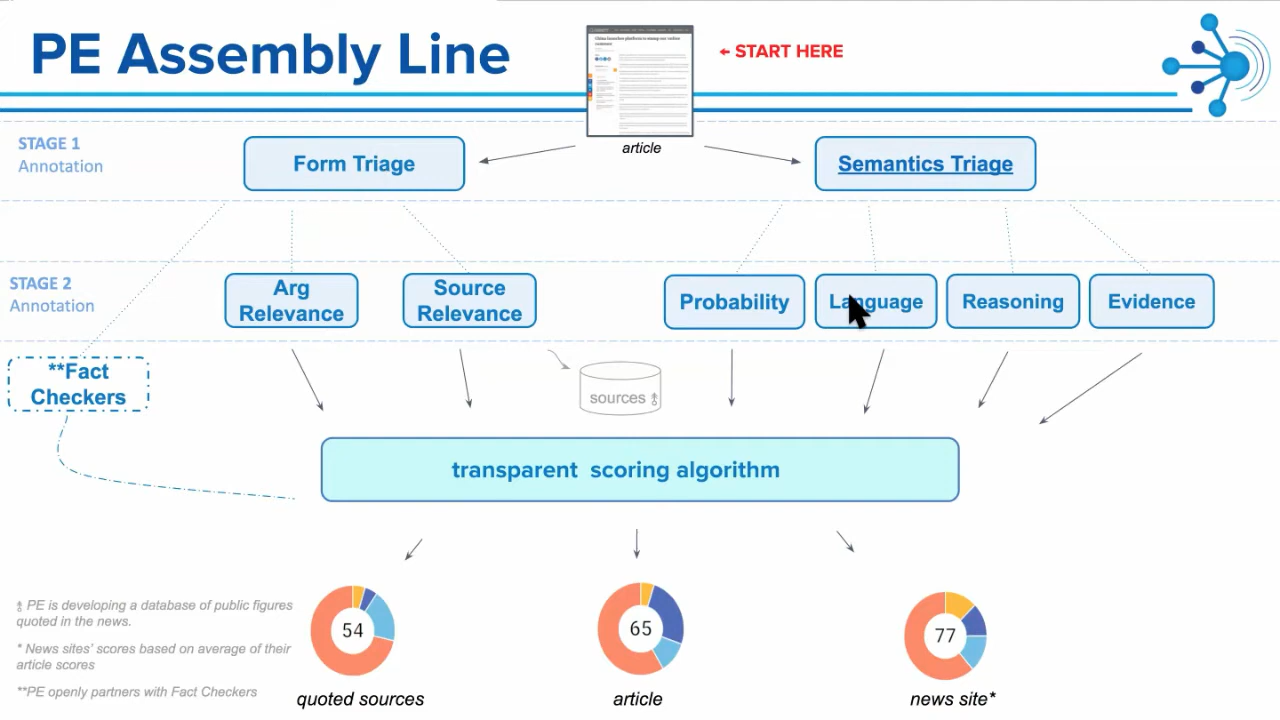 PE Assembly Line
← START HERE
article
STAGE 1
Annotation
Form Triage
Semantics Triage
STAGE 2
Annotation
Arg
Relevance
Source
Relevance
Probability
Language
Reasoning
Evidence
**Fact
Checkers
sources
transparent scoring algorithm
54
65
77
quoted sources
article
news site*
PE is developing a database of public figures
quoted in the news.
* News sites' scores based on average of their
article scores
**PE openly partners with Fact Checkers